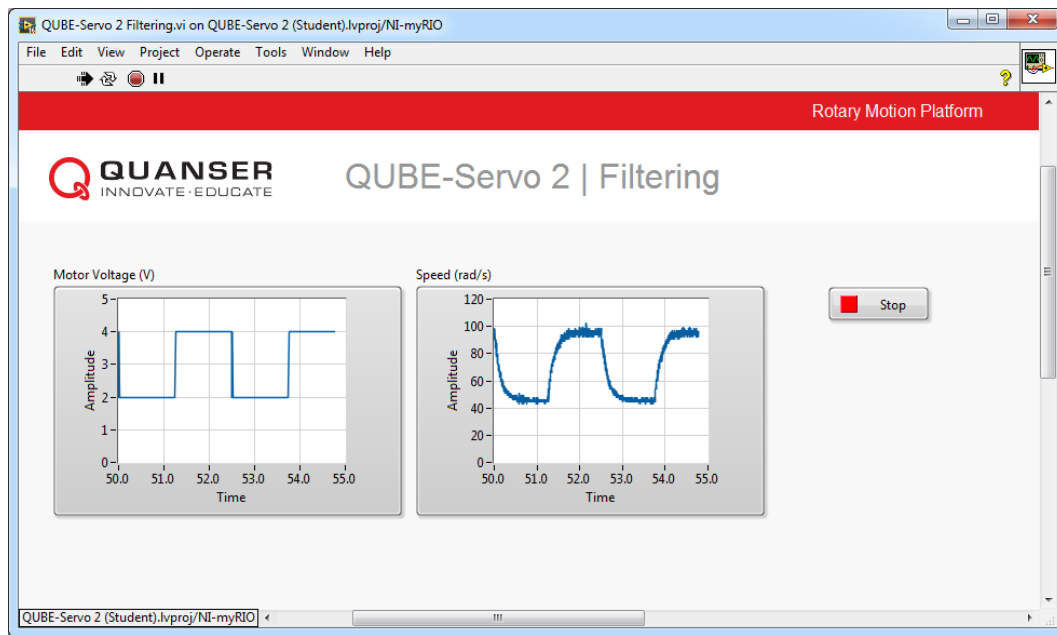 QUBE-Servo 2 Filtering.vi on QUBE-Servo 2 (Student).lvproj/NI-myRIO
File Edit View Project Operate Tools Window Help
Rotary Motion Platform
QUANSER
INNOVATE·EDUCATE
QUBE-Servo 2 | Filtering
Motor Voltage (V)
5
4
3
2
1
0
Amplitude
50.0 51.0 52.0 53.0 54.0 55.0
Time
Speed (rad/s)
120
100
80
60
40
20
0
Amplitude
50.0 51.0 52.0 53.0 54.0 55.0
Time
Stop
QUBE-Servo 2 (Student).lvproj/NI-myRIO